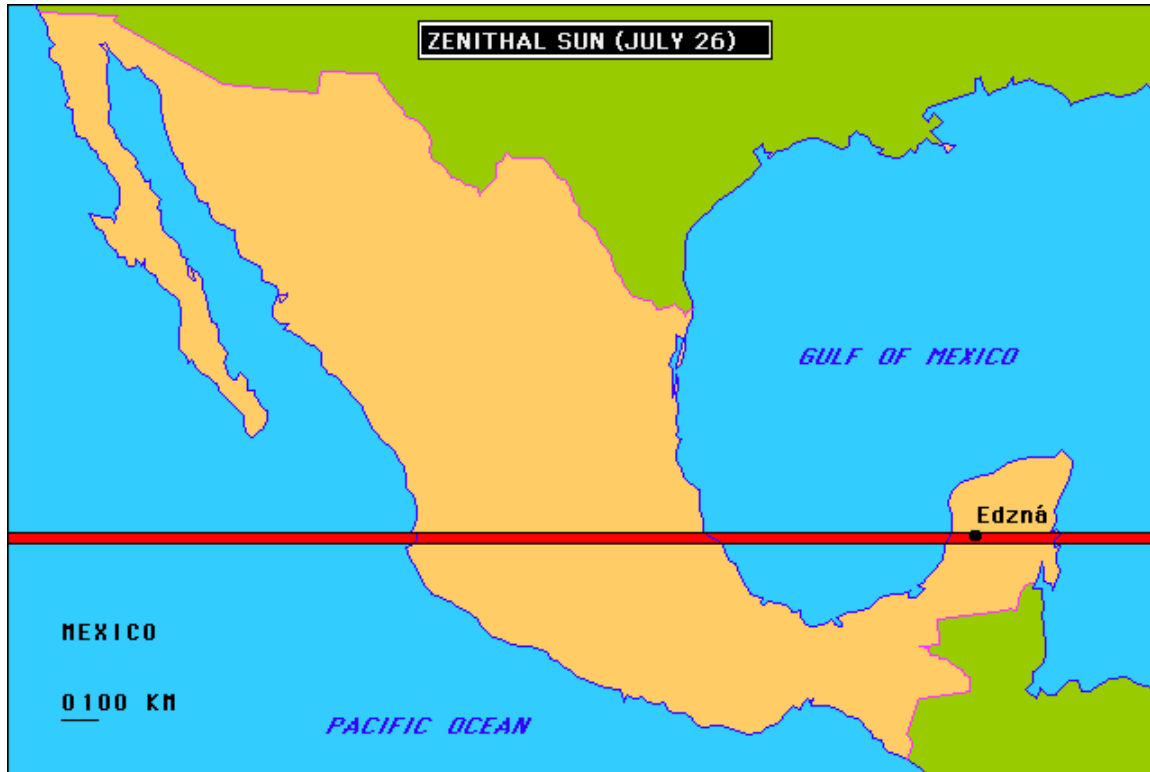 ZENITHAL SUN (JULY 26)
GULF OF MEXICO
Edzná
MEXICO
0 100 KM
PACIFIC OCEAN